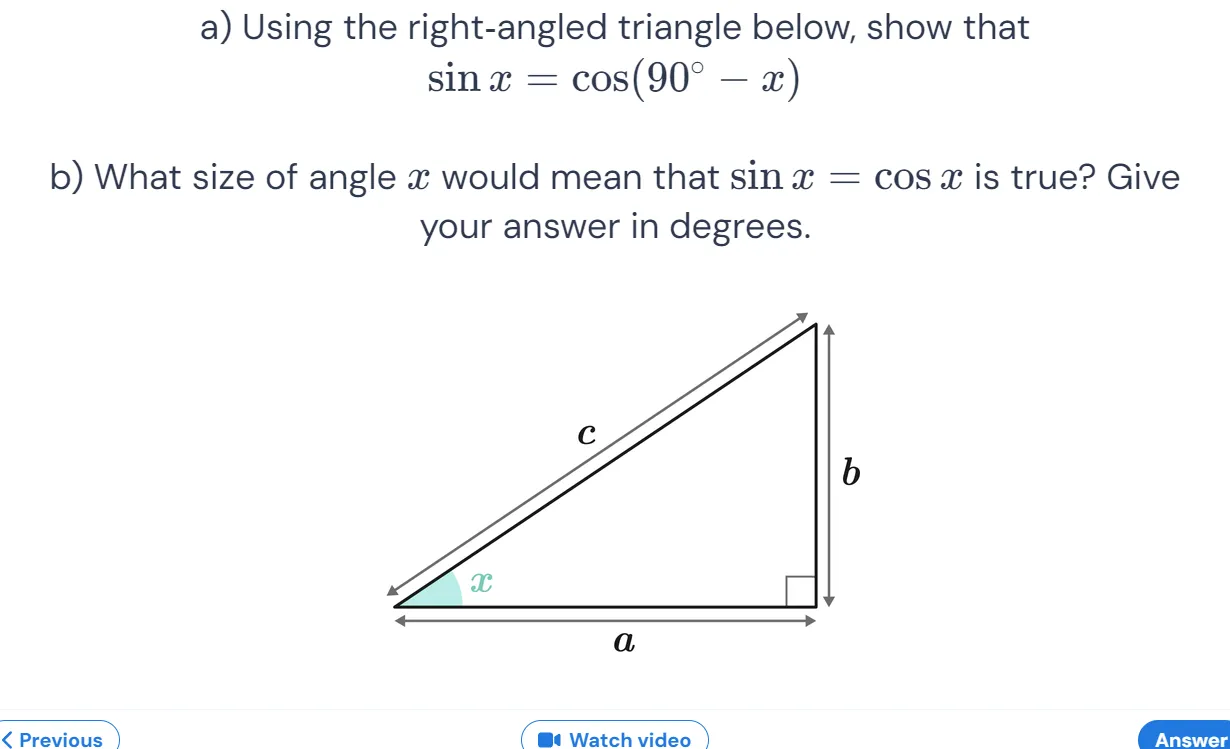 a) Using the right-angled triangle below, show that
sin x = cos(90° − x)
b) What size of angle x would mean that sin x = cos x is true? Give
your answer in degrees.
c
b
x
a
Previous
Watch video
Answer